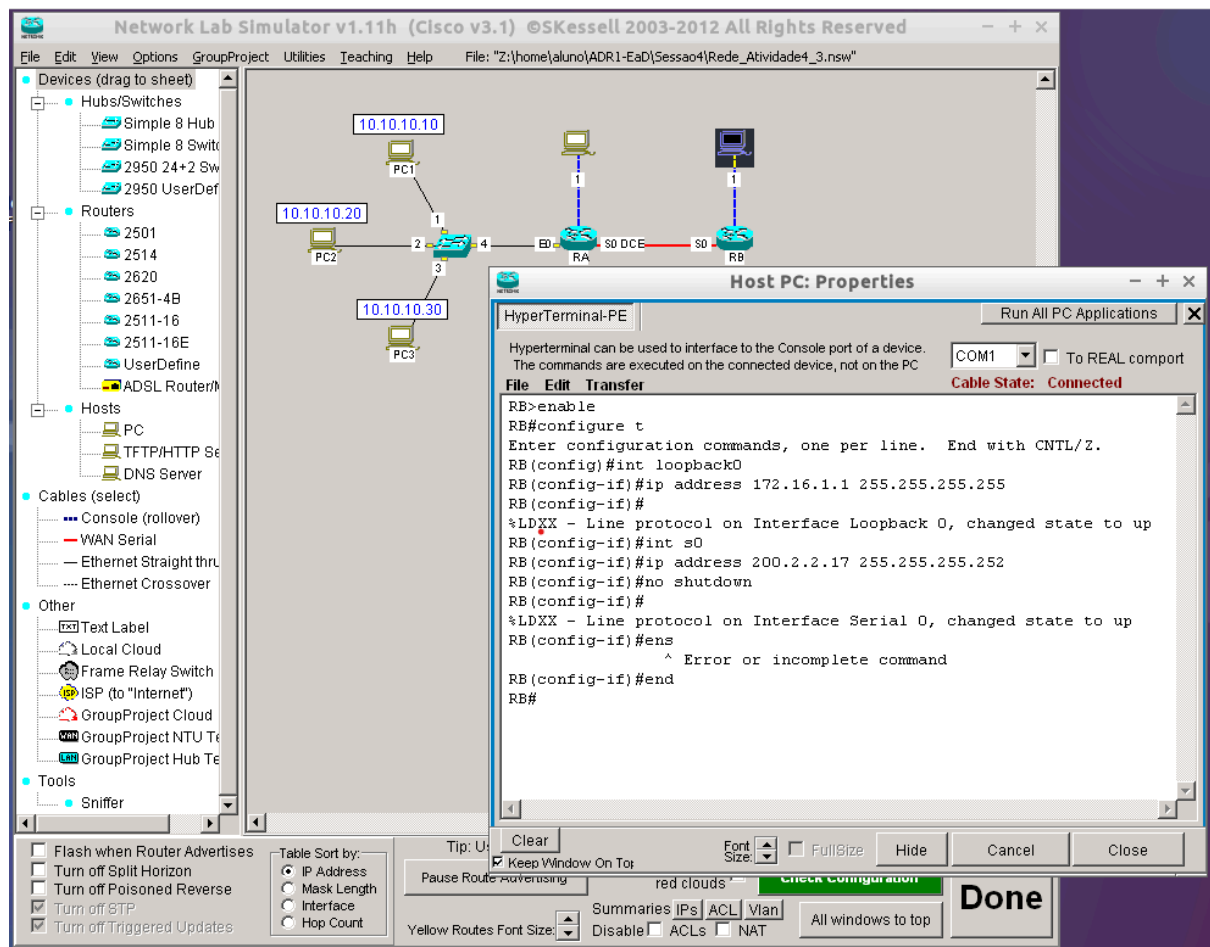 Network Lab Simulator v1.11h (Cisco v3.1) ©SKessell 2003-2012 All Rights Reserved
File Edit View Options GroupProject Utilities Teaching Help File: "Z:\home\aluno\ADR1-EaD\Sessao4\Rede_Atividade4_3.nsw"
Devices (drag to sheet)
Hubs/Switches
Simple 8 Hub
Simple 8 Switc
2950 24+2 Sw
2950 UserDef
Routers
2501
2514
2620
2651-4B
2511-16
2511-16E
UserDefine
ADSL Router/M
Hosts
PC
TFTP/HTTP Se
DNS Server
Cables (select)
Console (rollover)
WAN Serial
Ethernet Straight thru
Ethernet Crossover
Other
Text Label
Local Cloud
Frame Relay Switch
ISP (to "Internet")
GroupProject Cloud
GroupProject NTU Te
GroupProject Hub Te
Tools
Sniffer
10.10.10.10
PC1
10.10.10.20
PC2
10.10.10.30
PC3
1
2
3
4
E0
RA
S0 DCE
S0
RB
1
1
Host PC: Properties
HyperTerminal-PE
Run All PC Applications
X
Hyperterminal can be used to interface to the Console port of a device.
The commands are executed on the connected device, not on the PC
COM1
To REAL comport
File Edit Transfer
Cable State: Connected
RB>enable
RB#configure t
Enter configuration commands, one per line. End with CNTL/Z.
RB(config)#int loopback0
RB(config-if)#ip address 172.16.1.1 255.255.255.255
RB(config-if)#
%LDXX - Line protocol on Interface Loopback 0, changed state to up
RB(config-if)#int s0
RB(config-if)#ip address 200.2.2.17 255.255.255.252
RB(config-if)#no shutdown
RB(config-if)#
%LDXX - Line protocol on Interface Serial 0, changed state to up
RB(config-if)#ens
^ Error or incomplete command
RB(config-if)#end
RB#
Clear
Keep Window On Top
Font Size:
FullSize
Hide
Cancel
Close
Flash when Router Advertises
Turn off Split Horizon
Turn off Poisoned Reverse
Turn off STP
Turn off Triggered Updates
Table Sort by:
IP Address
Mask Length
Interface
Hop Count
Tip:
Pause Route Advertising
red clouds
Check Configuration
Yellow Routes Font Size:
Summaries IPs ACL Vlan
Disable ACLs NAT
All windows to top
Done